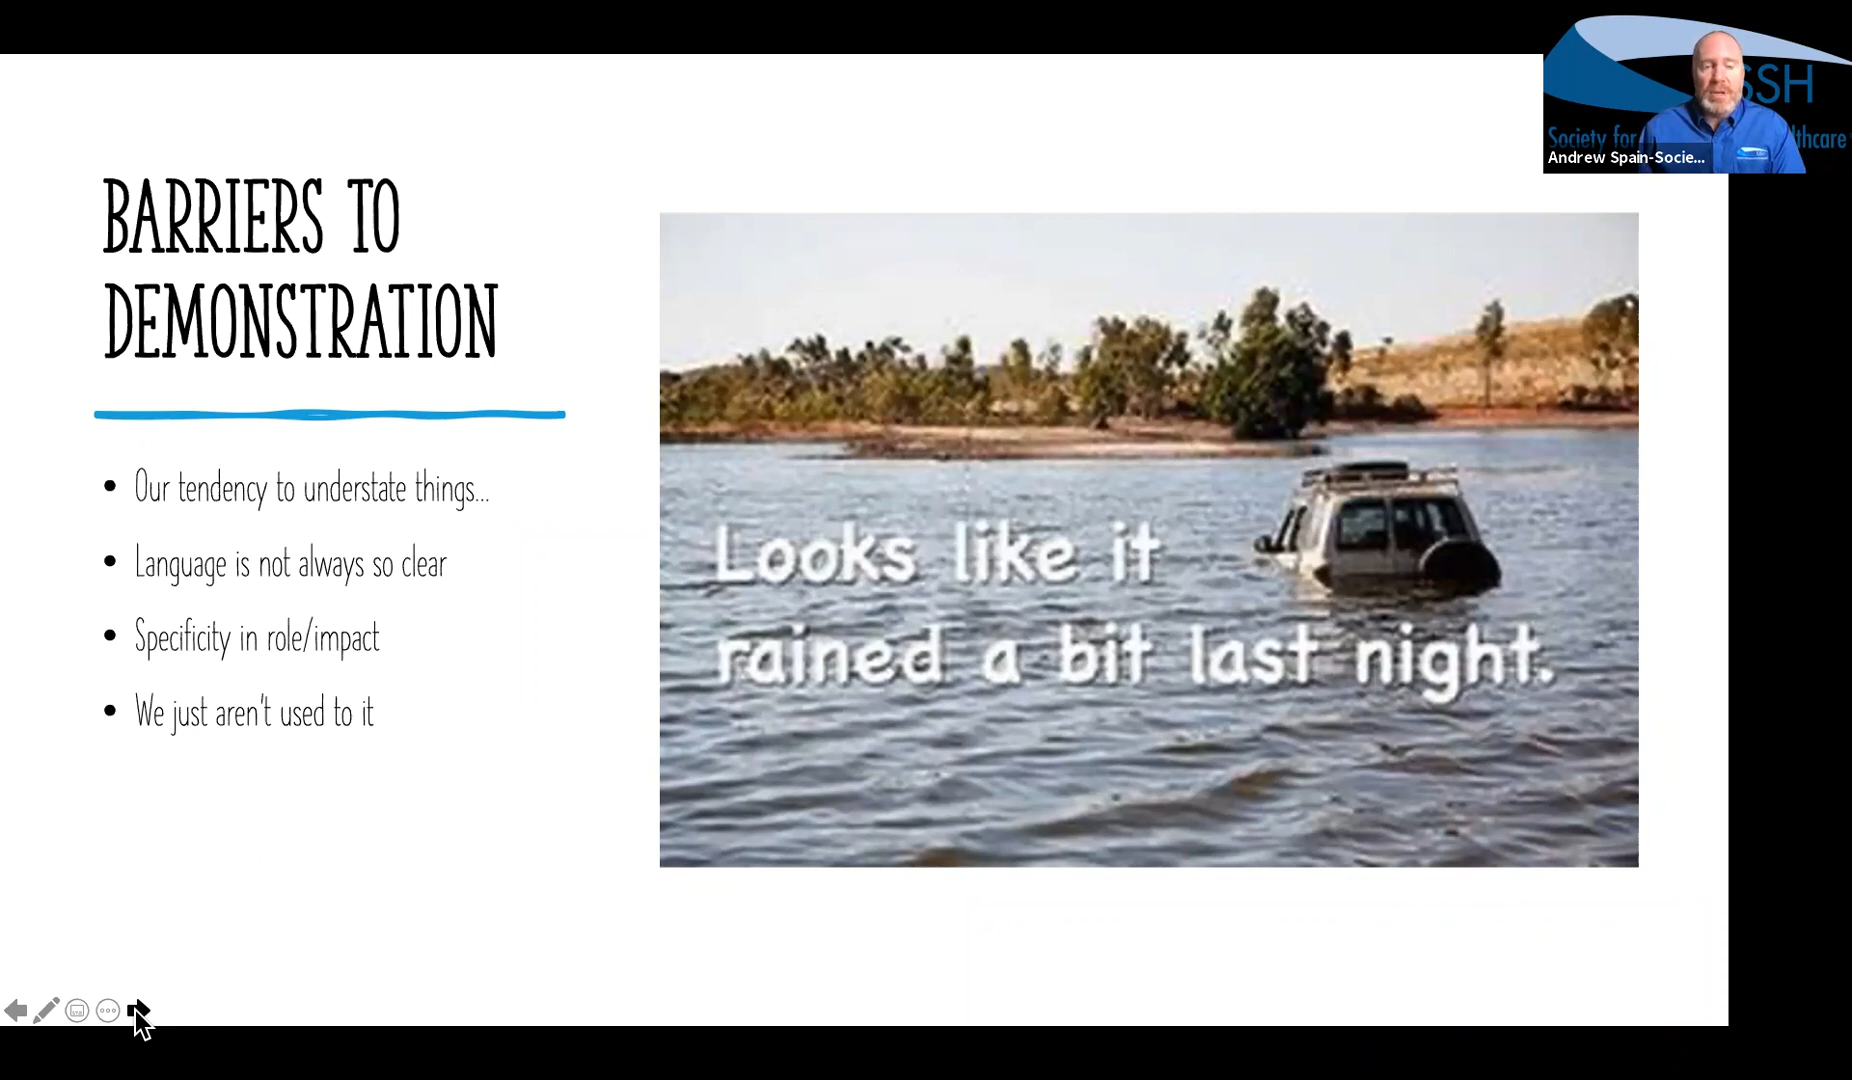 BARRIERS TO
DEMONSTRATION
• Our tendency to understate things...
• Language is not always so clear
• Specificity in role/impact
• We just aren't used to it
Looks like it
rained a bit last night.
SSH
Society for
lthcare
Andrew Spain-Socie...